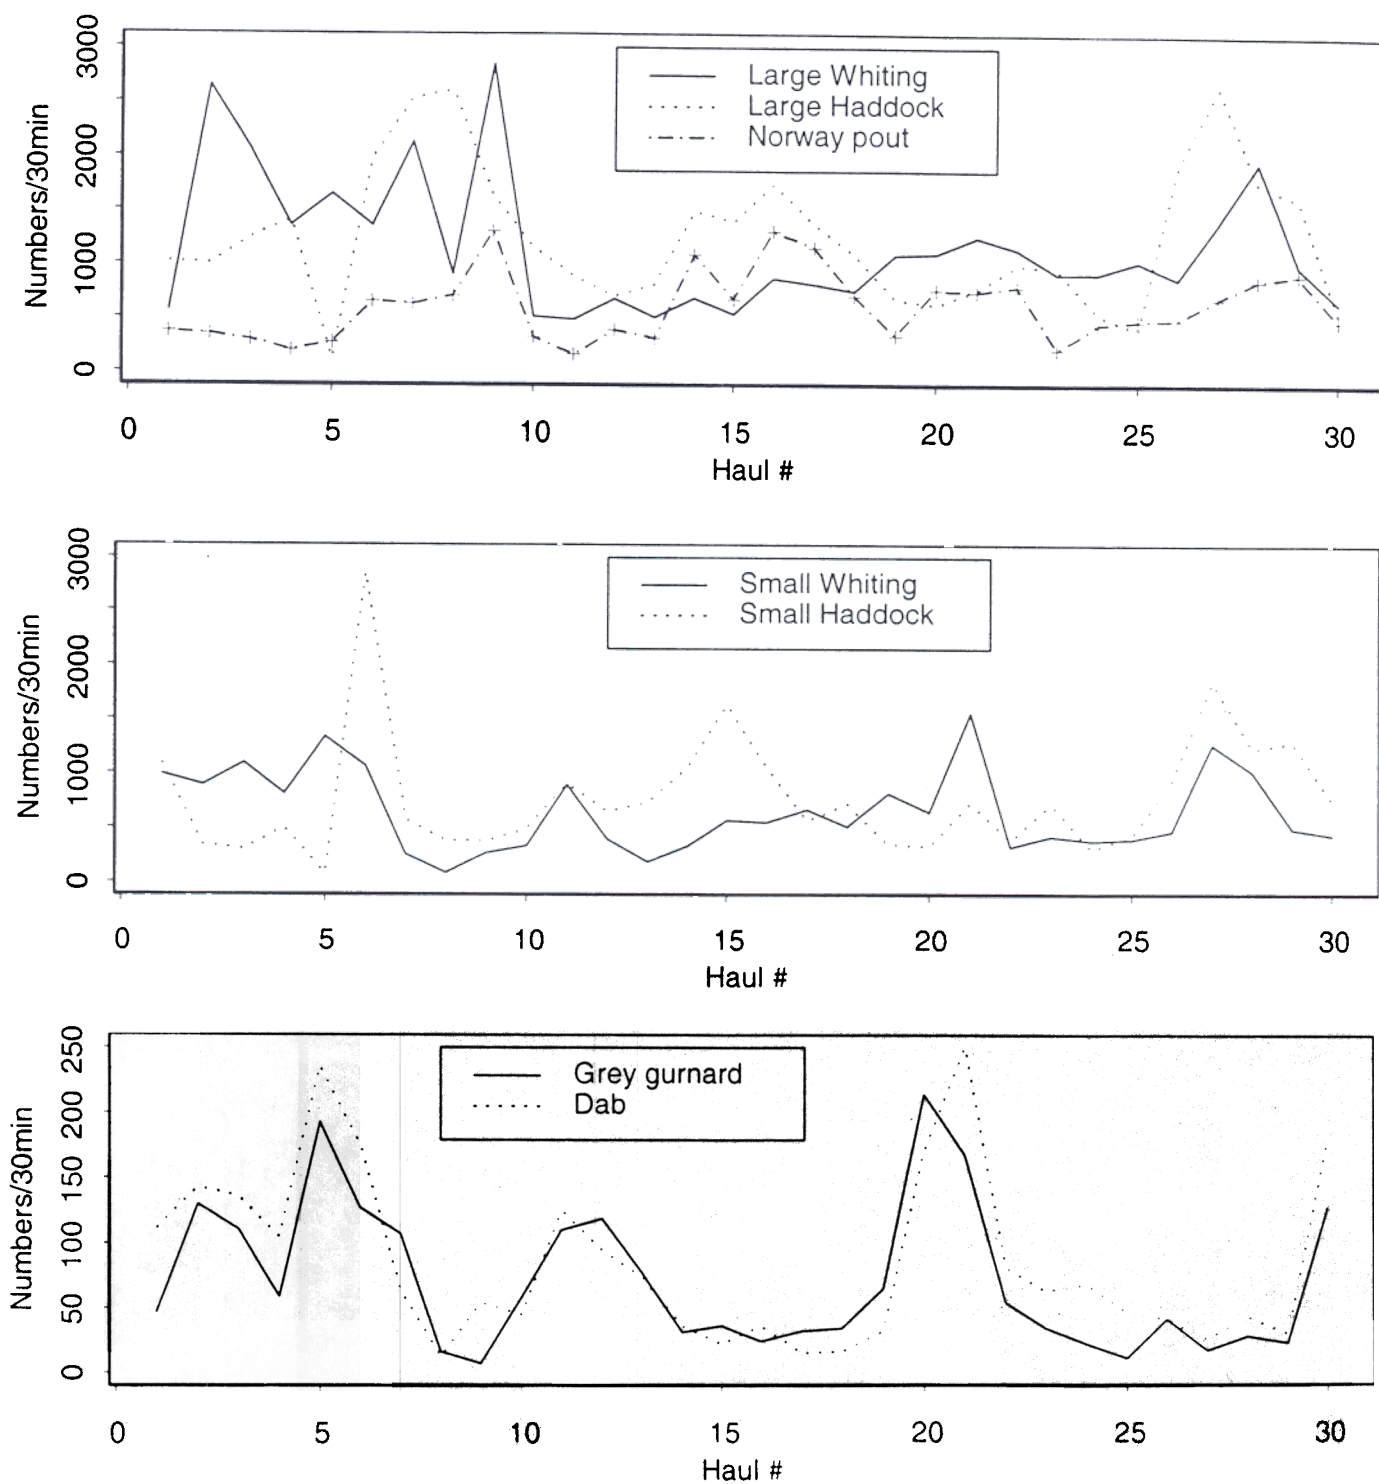 3000
2000
1000
0
Numbers/30min
Large Whiting
Large Haddock
Norway pout
0 5 10 15 20 25 30
Haul #
3000
2000
1000
0
Numbers/30min
Small Whiting
Small Haddock
0 5 10 15 20 25 30
Haul #
250
200
150
100
50
0
Numbers/30min
Grey gurnard
Dab
0 5 10 15 20 25 30
Haul #